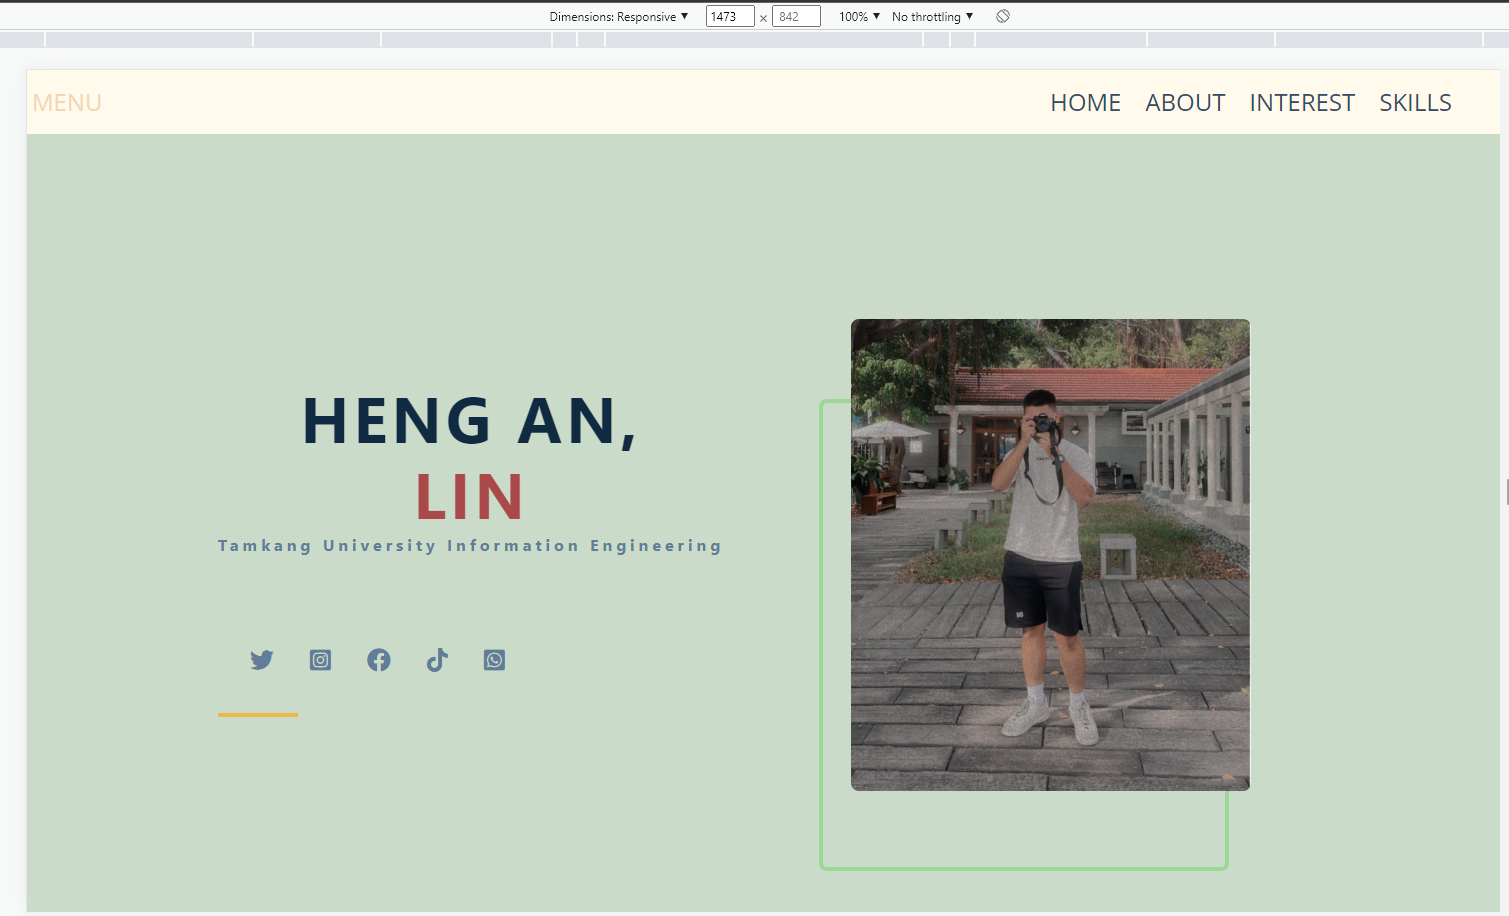 Dimensions: Responsive ▼ 1473 × 842 100% ▼ No throttling ▼
MENU HOME ABOUT INTEREST SKILLS
HENG AN,
LIN
Tamkang University Information Engineering